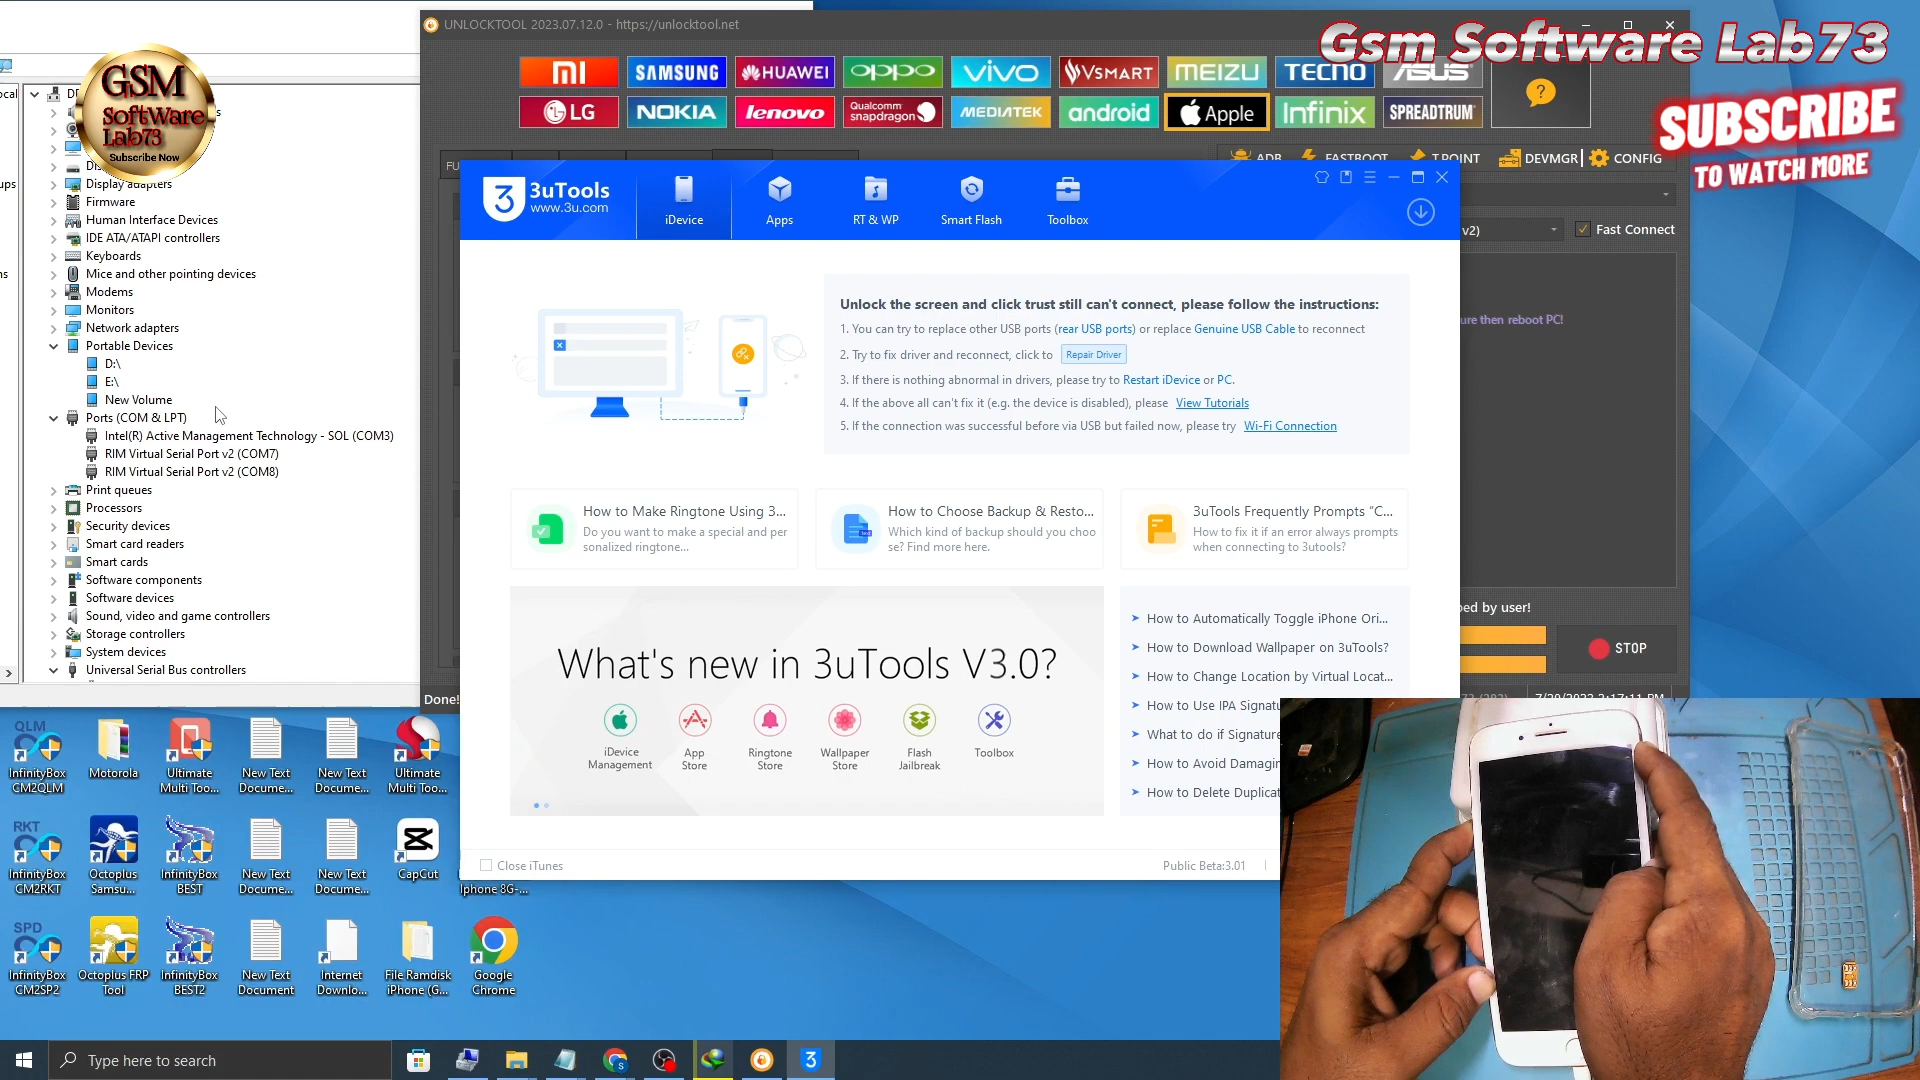 UNLOCKTOOL 2023.07.12.0 - https://unlocktool.net
Gsm Software Lab73
SUBSCRIBE
TO WATCH MORE
GSM
SoftWare
Lab73
Subscribe Now
MI
SAMSUNG
HUAWEI
OPPO
VIVO
VSMART
MEIZU
TECNO
ASUS
LG
NOKIA
lenovo
Qualcomm
snapdragon
MEDIATEK
android
Apple
Infinix
SPREADTRUM
?
FU
ADB
FASTBOOT
T.POINT
DEVMGR
CONFIG
v2)
Fast Connect
ure then reboot PC!
ped by user!
STOP
Done!
ocal
ups
ns
Display adapters
Firmware
Human Interface Devices
IDE ATA/ATAPI controllers
Keyboards
Mice and other pointing devices
Modems
Monitors
Network adapters
Portable Devices
D:\
E:\
New Volume
Ports (COM & LPT)
Intel(R) Active Management Technology - SOL (COM3)
RIM Virtual Serial Port v2 (COM7)
RIM Virtual Serial Port v2 (COM8)
Print queues
Processors
Security devices
Smart card readers
Smart cards
Software components
Software devices
Sound, video and game controllers
Storage controllers
System devices
Universal Serial Bus controllers
3uTools
www.3u.com
iDevice
Apps
RT & WP
Smart Flash
Toolbox
Unlock the screen and click trust still can't connect, please follow the instructions:
1. You can try to replace other USB ports (rear USB ports) or replace Genuine USB Cable to reconnect
2. Try to fix driver and reconnect, click to Repair Driver
3. If there is nothing abnormal in drivers, please try to Restart iDevice or PC.
4. If the above all can't fix it (e.g. the device is disabled), please View Tutorials
5. If the connection was successful before via USB but failed now, please try Wi-Fi Connection
How to Make Ringtone Using 3...
Do you want to make a special and per
sonalized ringtone...
How to Choose Backup & Resto...
Which kind of backup should you choo
se? Find more here.
3uTools Frequently Prompts "C...
How to fix it if an error always prompts
when connecting to 3utools?
What's new in 3uTools V3.0?
iDevice
Management
App
Store
Ringtone
Store
Wallpaper
Store
Flash
Jailbreak
Toolbox
How to Automatically Toggle iPhone Ori...
How to Download Wallpaper on 3uTools?
How to Change Location by Virtual Locat...
How to Use IPA Signatu
What to do if Signature
How to Avoid Damagin
How to Delete Duplicat
Close iTunes
Public Beta:3.01
InfinityBox
CM2QLM
Motorola
Ultimate
Multi Too...
New Text
Docume...
New Text
Docume...
Ultimate
Multi Too...
InfinityBox
CM2RKT
Octoplus
Samsu...
InfinityBox
BEST
New Text
Docume...
New Text
Docume...
CapCut
Iphone 8G-...
InfinityBox
CM2SP2
Octoplus FRP
Tool
InfinityBox
BEST2
New Text
Document
Internet
Downlo...
File Ramdisk
iPhone (G...
Google
Chrome
Type here to search